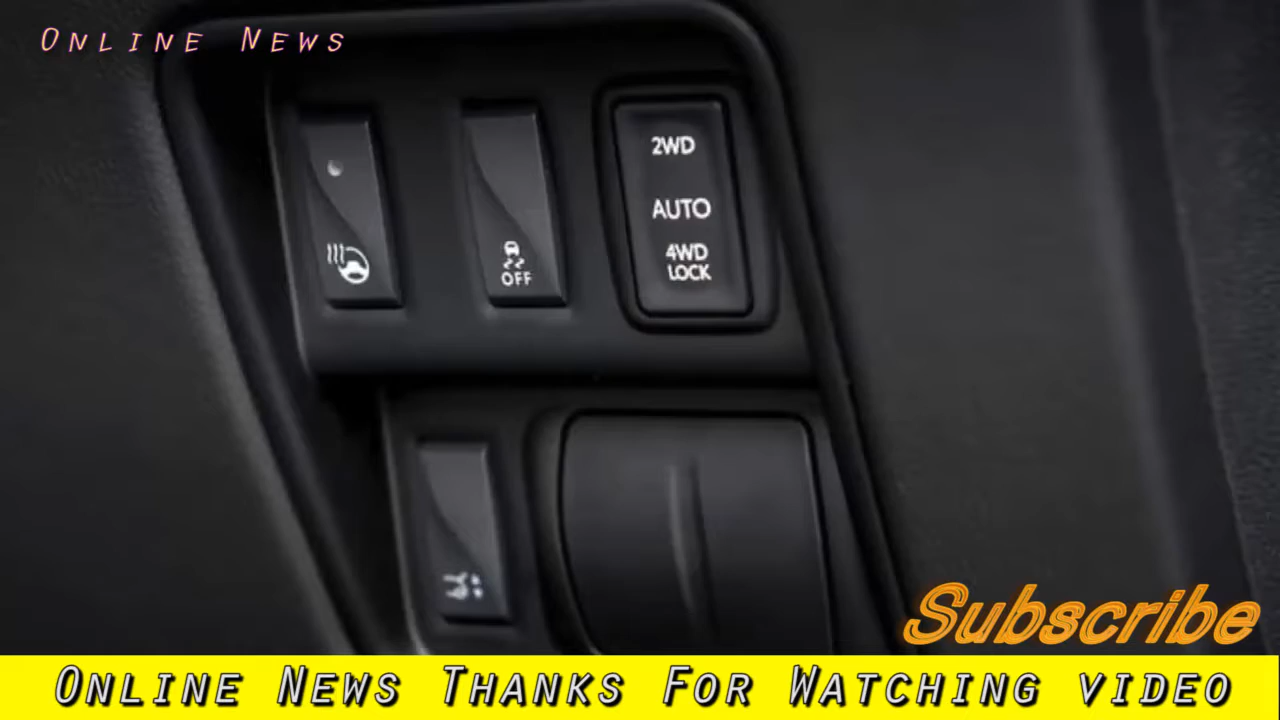 Online News
2WD
AUTO
4WD
LOCK
OFF
Subscribe
Online News Thanks For Watching video